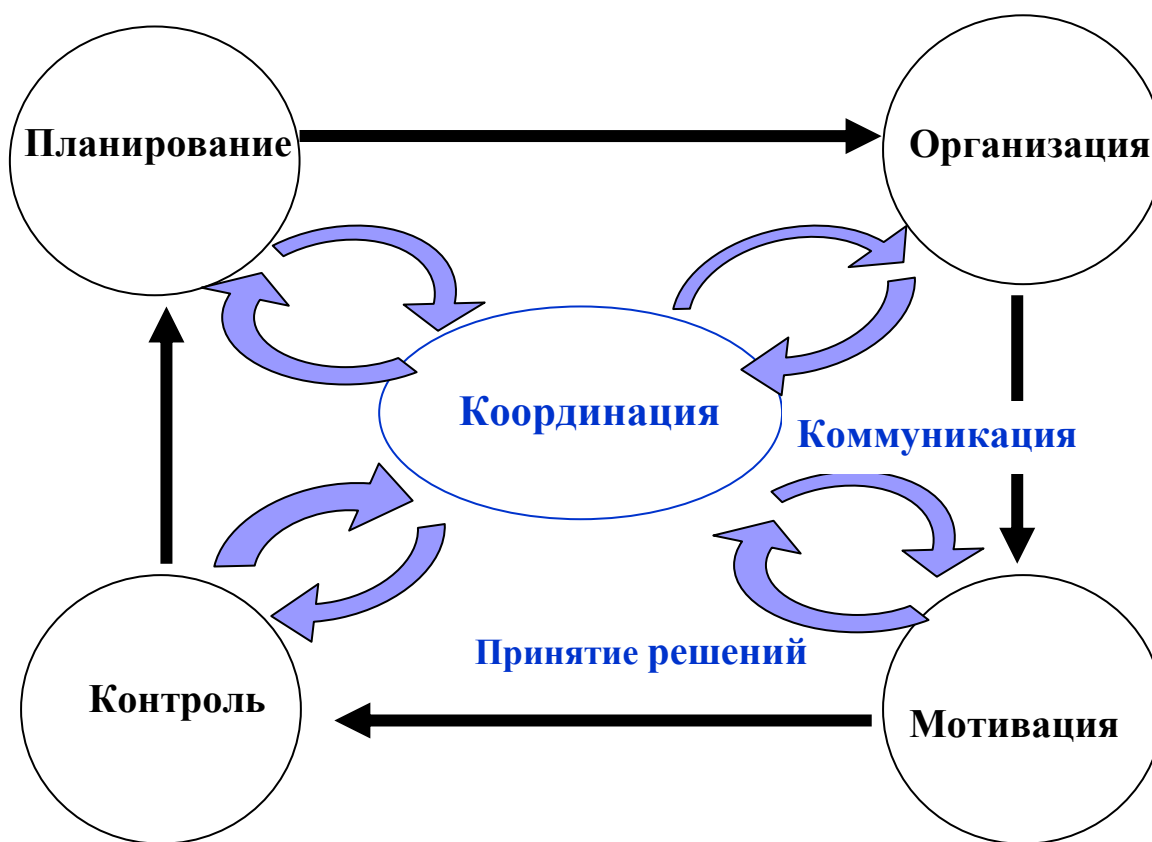 Планирование
Организация
Координация
Коммуникация
Принятие решений
Контроль
Мотивация